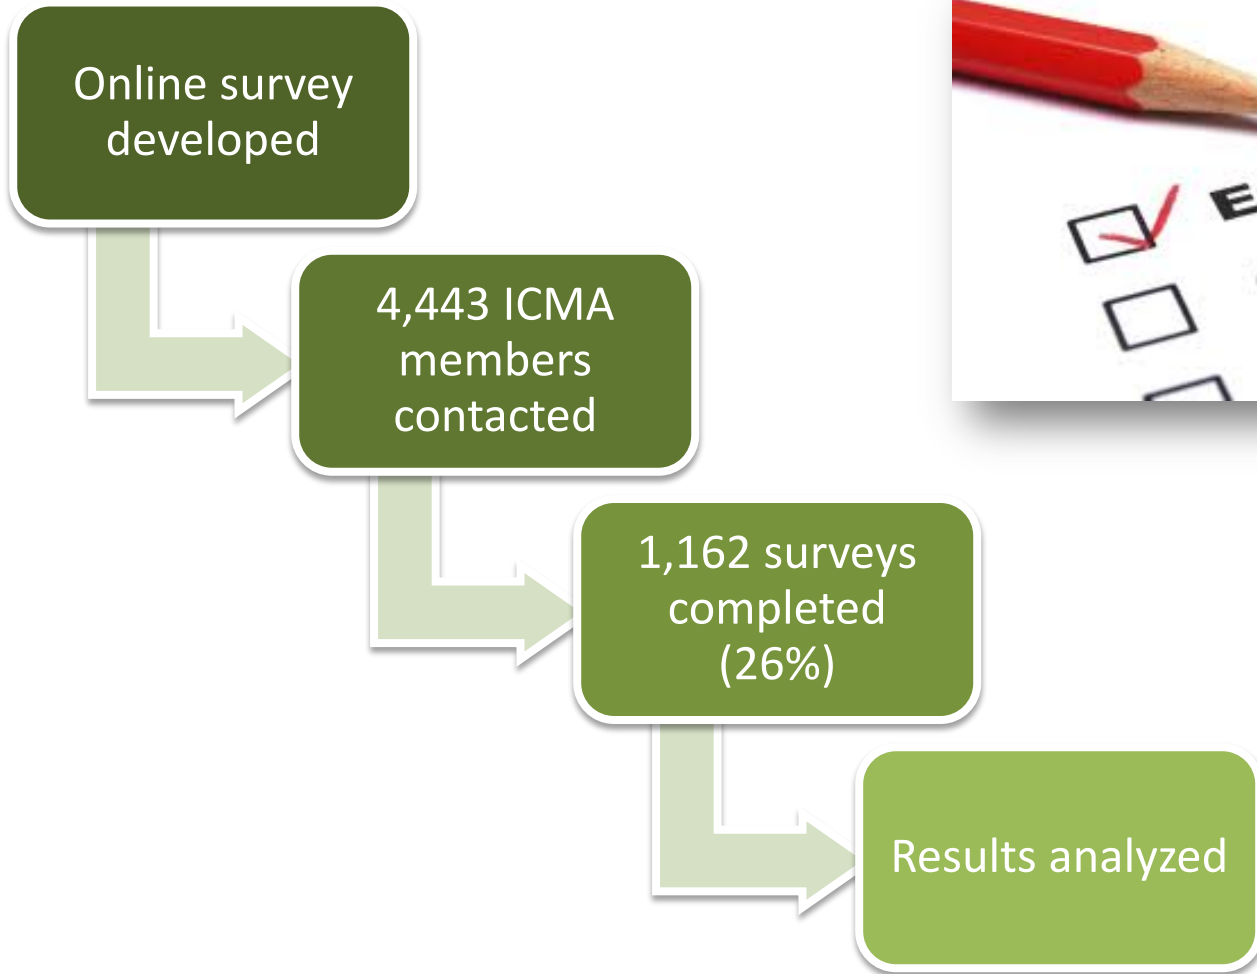 Online survey
developed
4,443 ICMA
members
contacted
1,162 surveys
completed
(26%)
Results analyzed
E